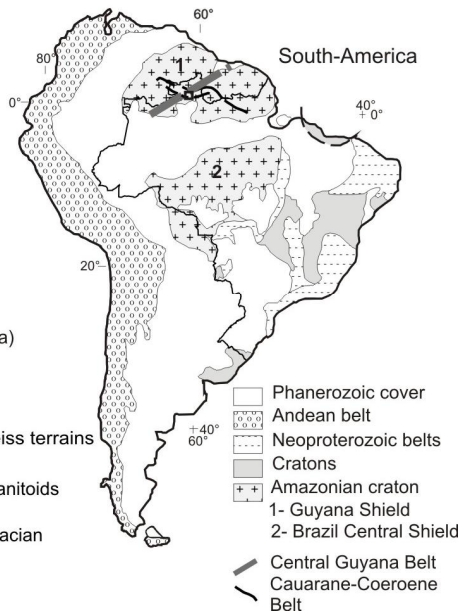 60°
South-America
80°
1
0°
40°
0°
2
20°
a)
Phanerozoic cover
Andean belt
iss terrains
40°
60°
Neoproterozoic belts
Cratons
anitoids
Amazonian craton
1- Guyana Shield
acian
2- Brazil Central Shield
Central Guyana Belt
Cauarane-Coeroene
Belt